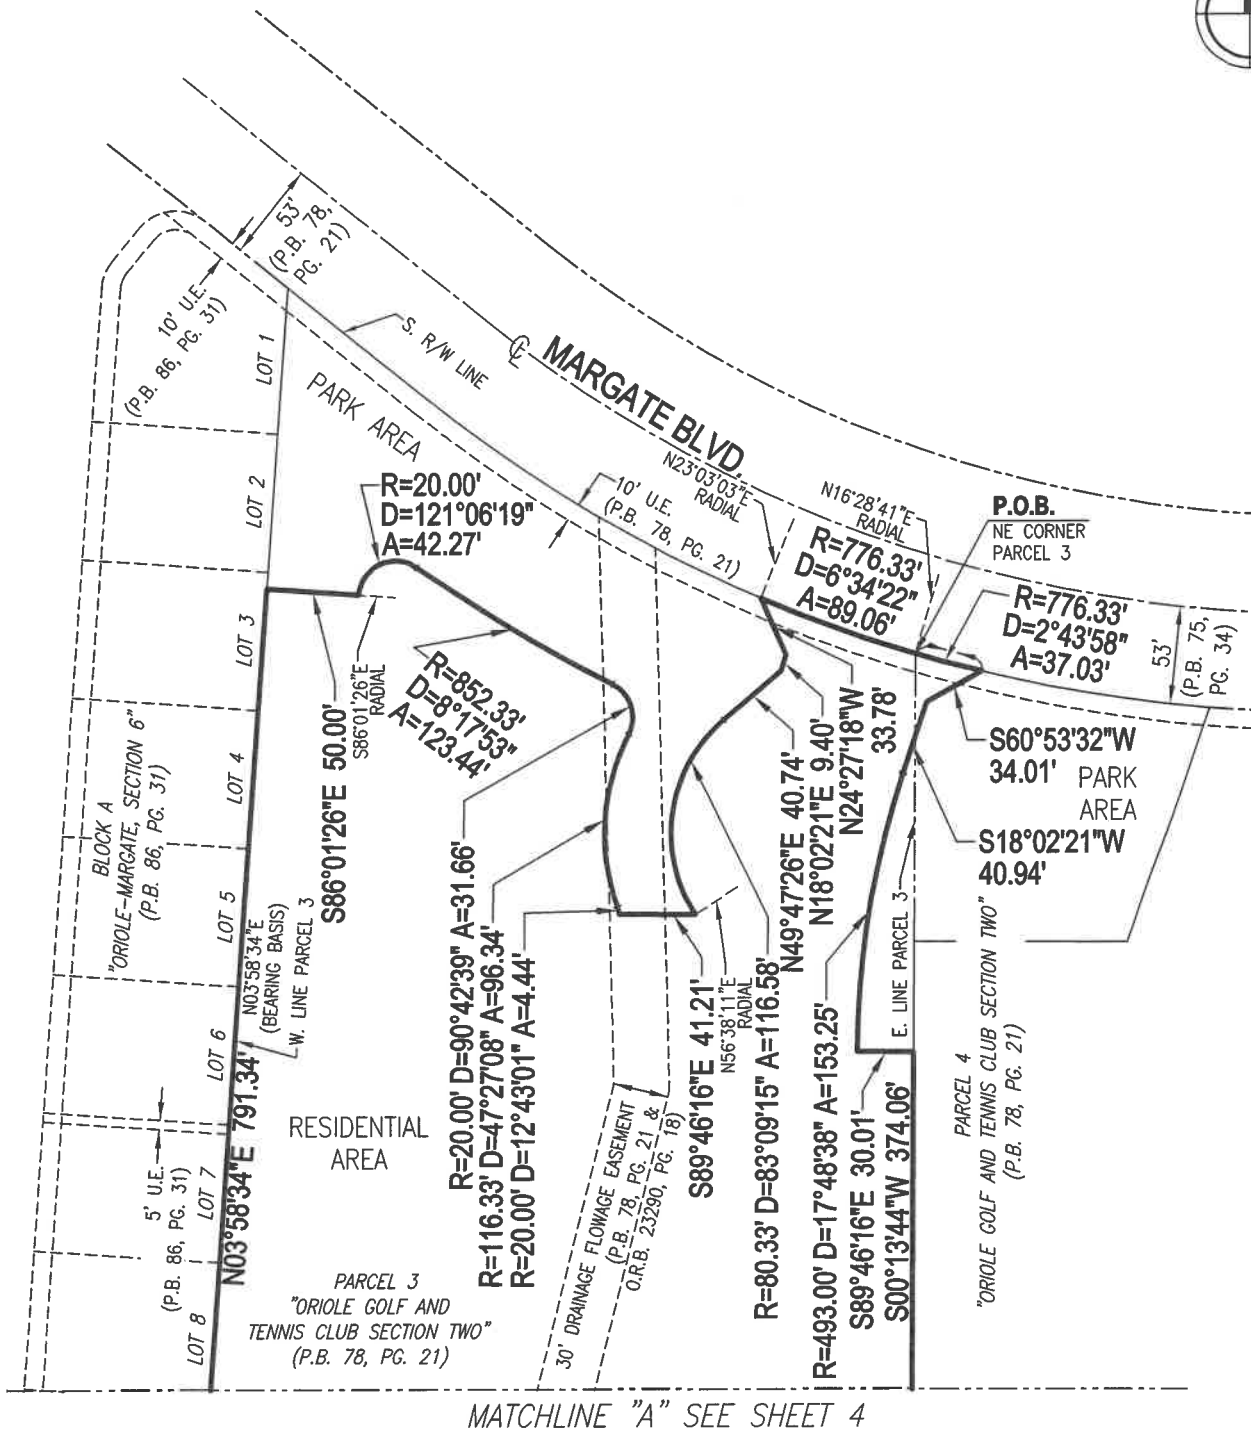 53'
(P.B. 78,
PG. 21)
10' U.E.
(P.B. 86, PG. 31)
S. R/W LINE
MARGATE BLVD.
LOT 1
PARK AREA
LOT 2
R=20.00'
D=121°06'19"
A=42.27'
10' U.E.
(P.B. 78, PG. 21)
N23°03'03"E
RADIAL
N16°28'41"E
RADIAL
P.O.B.
NE CORNER
PARCEL 3
R=776.33'
D=6°34'22"
A=89.06'
R=776.33'
D=2°43'58"
A=37.03'
53'
(P.B. 75,
PG. 34)
LOT 3
S86°01'26"E 50.00'
S86°01'26"E
RADIAL
R=852.33'
D=8°17'53"
A=123.44'
N24°27'18"W
33.78'
N18°02'21"E 9.40'
N49°47'26"E 40.74'
S60°53'32"W
34.01'
PARK
AREA
S18°02'21"W
40.94'
LOT 4
BLOCK A
"ORIOLE-MARGATE, SECTION 6"
(P.B. 86, PG. 31)
LOT 5
N03°58'34"E
(BEARING BASIS)
W. LINE PARCEL 3
R=20.00' D=90°42'39" A=31.66'
R=116.33' D=47°27'08" A=96.34'
R=20.00' D=12°43'01" A=4.44'
S89°46'16"E 41.21'
N56°38'11"E
RADIAL
R=80.33' D=83°09'15" A=116.58'
R=493.00' D=17°48'38" A=153.25'
E. LINE PARCEL 3
S89°46'16"E 30.01'
S00°13'44"W 374.06'
PARCEL 4
"ORIOLE GOLF AND TENNIS CLUB SECTION TWO"
(P.B. 78, PG. 21)
LOT 6
N03°58'34"E 791.34'
RESIDENTIAL
AREA
5' U.E.
(P.B. 86, PG. 31)
LOT 7
30' DRAINAGE FLOWAGE EASEMENT
(P.B. 78, PG. 21 &
O.R.B. 23290, PG. 18)
PARCEL 3
"ORIOLE GOLF AND
TENNIS CLUB SECTION TWO"
(P.B. 78, PG. 21)
LOT 8
MATCHLINE "A" SEE SHEET 4